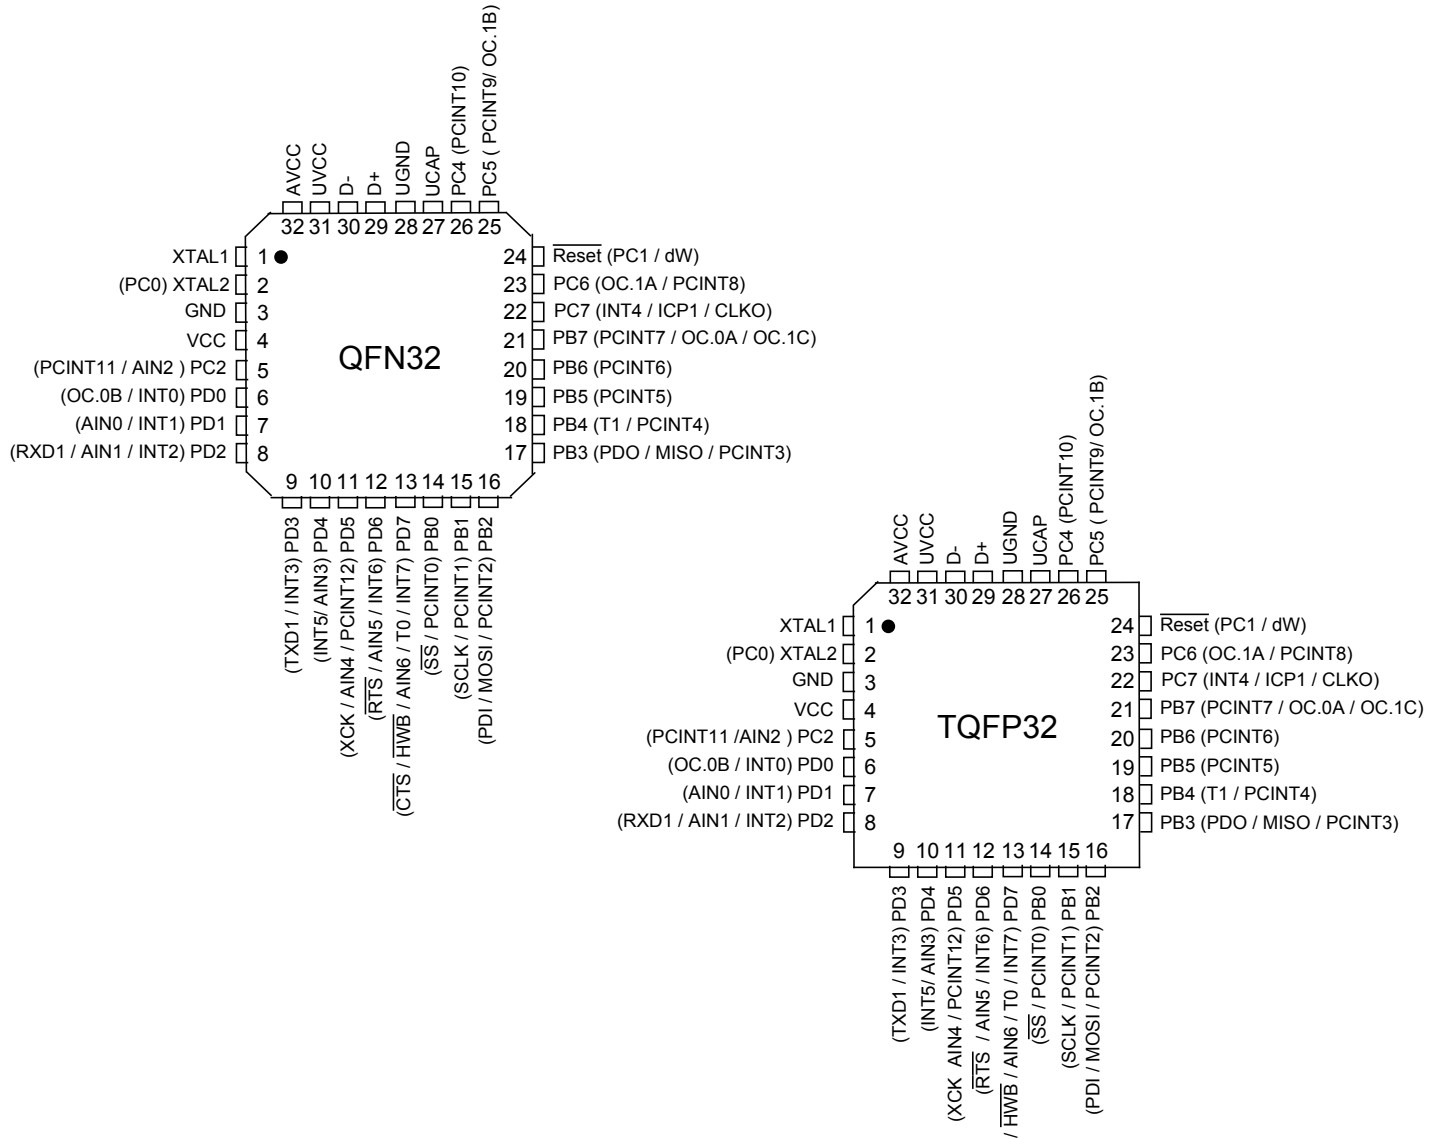 AVCC
UVCC
D-
D+
UGND
UCAP
PC4 (PCINT10)
PC5 ( PCINT9/ OC.1B)
32 31 30 29 28 27 26 25
XTAL1 1
(PC0) XTAL2 2
GND 3
VCC 4
(PCINT11 / AIN2 ) PC2 5
(OC.0B / INT0) PD0 6
(AIN0 / INT1) PD1 7
(RXD1 / AIN1 / INT2) PD2 8
QFN32
24 Reset (PC1 / dW)
23 PC6 (OC.1A / PCINT8)
22 PC7 (INT4 / ICP1 / CLKO)
21 PB7 (PCINT7 / OC.0A / OC.1C)
20 PB6 (PCINT6)
19 PB5 (PCINT5)
18 PB4 (T1 / PCINT4)
17 PB3 (PDO / MISO / PCINT3)
9 10 11 12 13 14 15 16
(TXD1 / INT3) PD3
(INT5/ AIN3) PD4
(XCK / AIN4 / PCINT12) PD5
(RTS / AIN5 / INT6) PD6
(CTS / HWB / AIN6 / T0 / INT7) PD7
(SS / PCINT0) PB0
(SCLK / PCINT1) PB1
(PDI / MOSI / PCINT2) PB2
AVCC
UVCC
D-
D+
UGND
UCAP
PC4 (PCINT10)
PC5 ( PCINT9/ OC.1B)
32 31 30 29 28 27 26 25
XTAL1 1
(PC0) XTAL2 2
GND 3
VCC 4
(PCINT11 /AIN2 ) PC2 5
(OC.0B / INT0) PD0 6
(AIN0 / INT1) PD1 7
(RXD1 / AIN1 / INT2) PD2 8
TQFP32
24 Reset (PC1 / dW)
23 PC6 (OC.1A / PCINT8)
22 PC7 (INT4 / ICP1 / CLKO)
21 PB7 (PCINT7 / OC.0A / OC.1C)
20 PB6 (PCINT6)
19 PB5 (PCINT5)
18 PB4 (T1 / PCINT4)
17 PB3 (PDO / MISO / PCINT3)
9 10 11 12 13 14 15 16
(TXD1 / INT3) PD3
(INT5/ AIN3) PD4
(XCK AIN4 / PCINT12) PD5
(RTS / AIN5 / INT6) PD6
/ HWB / AIN6 / T0 / INT7) PD7
(SS / PCINT0) PB0
(SCLK / PCINT1) PB1
(PDI / MOSI / PCINT2) PB2